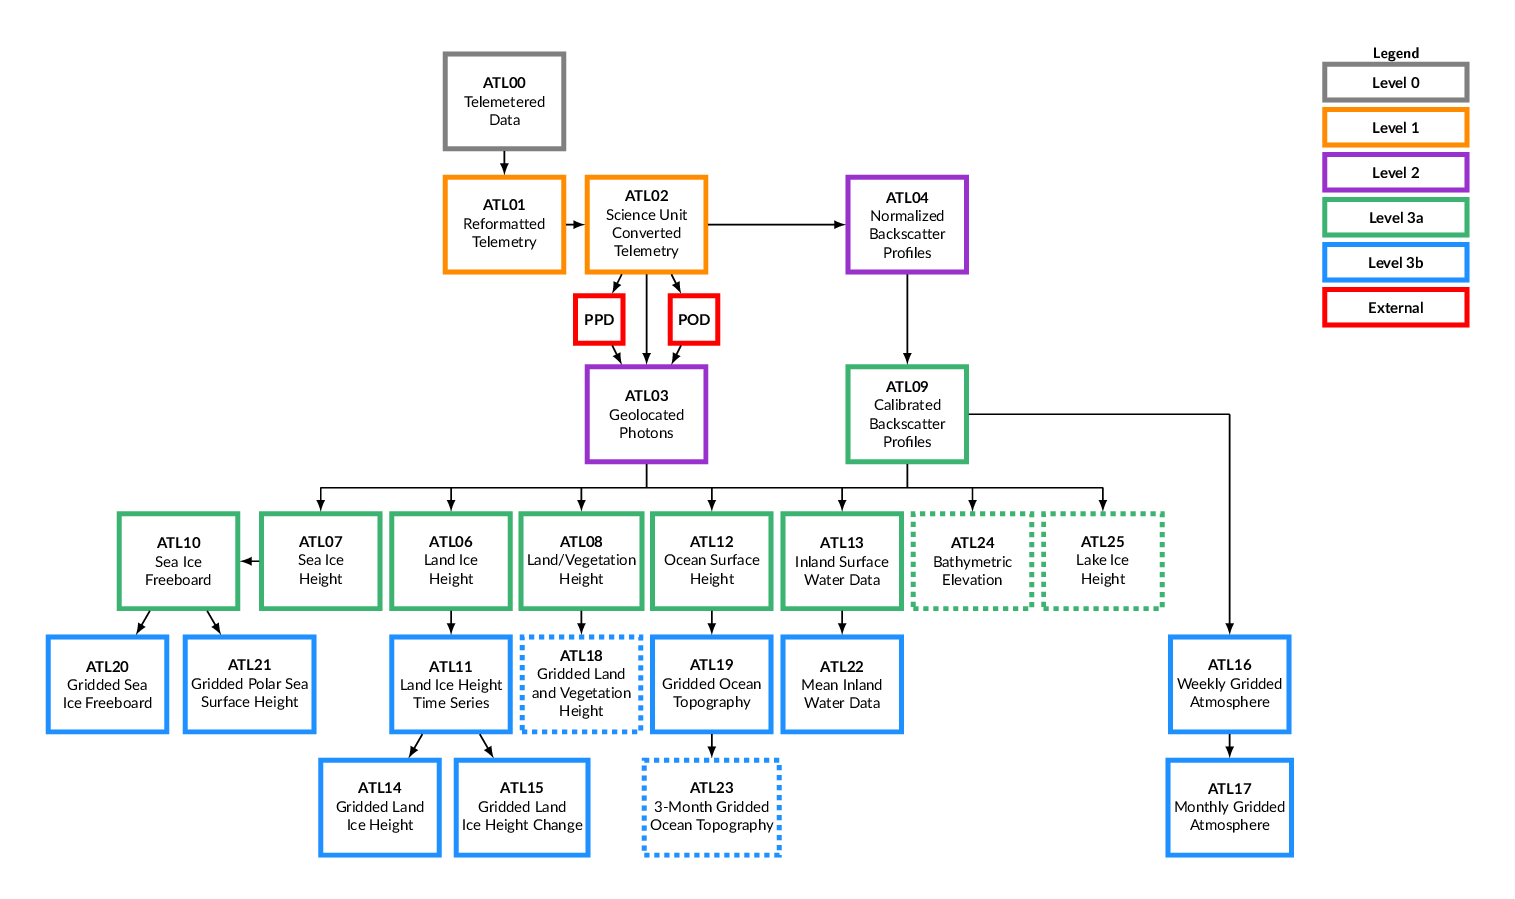 Legend
Level 0
Level 1
Level 2
Level 3a
Level 3b
External
ATL00
Telemetered
Data
ATL01
Reformatted
Telemetry
ATL02
Science Unit
Converted
Telemetry
ATL04
Normalized
Backscatter
Profiles
PPD
POD
ATL03
Geolocated
Photons
ATL09
Calibrated
Backscatter
Profiles
ATL10
Sea Ice
Freeboard
ATL07
Sea Ice
Height
ATL06
Land Ice
Height
ATL08
Land/Vegetation
Height
ATL12
Ocean Surface
Height
ATL13
Inland Surface
Water Data
ATL24
Bathymetric
Elevation
ATL25
Lake Ice
Height
ATL20
Gridded Sea
Ice Freeboard
ATL21
Gridded Polar Sea
Surface Height
ATL11
Land Ice Height
Time Series
ATL18
Gridded Land
and Vegetation
Height
ATL19
Gridded Ocean
Topography
ATL22
Mean Inland
Water Data
ATL16
Weekly Gridded
Atmosphere
ATL14
Gridded Land
Ice Height
ATL15
Gridded Land
Ice Height Change
ATL23
3-Month Gridded
Ocean Topography
ATL17
Monthly Gridded
Atmosphere